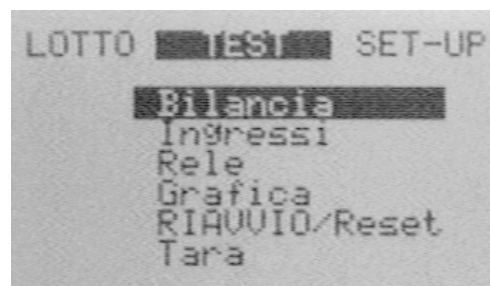 LOTTO TEST SET-UP
Bilancia
Ingressi
Rele
Grafica
RIAVVIO/Reset
Tara